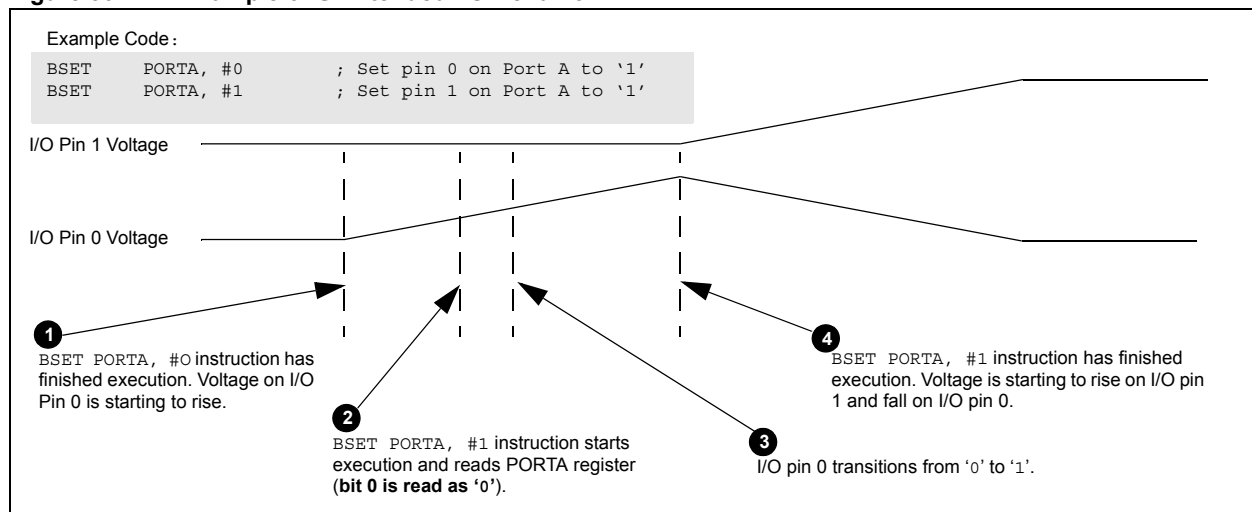 Example Code：
BSET PORTA, #0 ; Set pin 0 on Port A to ‘1’
BSET PORTA, #1 ; Set pin 1 on Port A to ‘1’
I/O Pin 1 Voltage
I/O Pin 0 Voltage
1
BSET PORTA, #O instruction has
finished execution. Voltage on I/O
Pin 0 is starting to rise.
2
BSET PORTA, #1 instruction starts
execution and reads PORTA register
(bit 0 is read as ‘0’).
3
I/O pin 0 transitions from ‘0’ to ‘1’.
4
BSET PORTA, #1 instruction has finished
execution. Voltage is starting to rise on I/O pin
1 and fall on I/O pin 0.